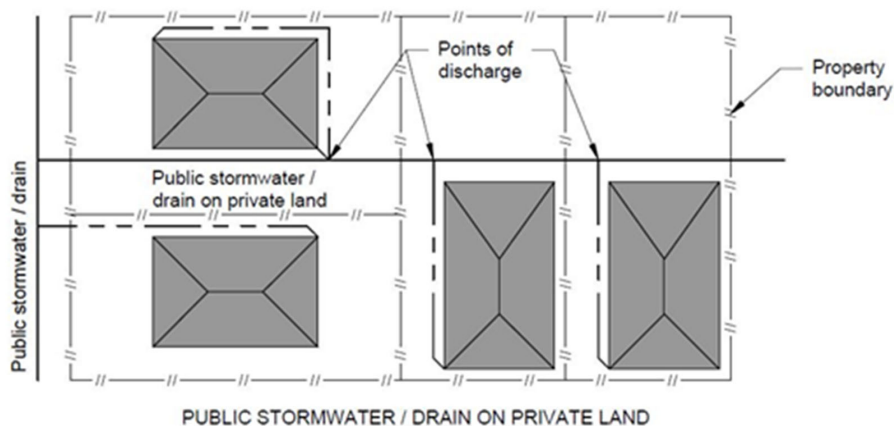 Points of
discharge
Property
boundary
Public stormwater /
drain on private land
Public stormwater / drain
PUBLIC STORMWATER / DRAIN ON PRIVATE LAND